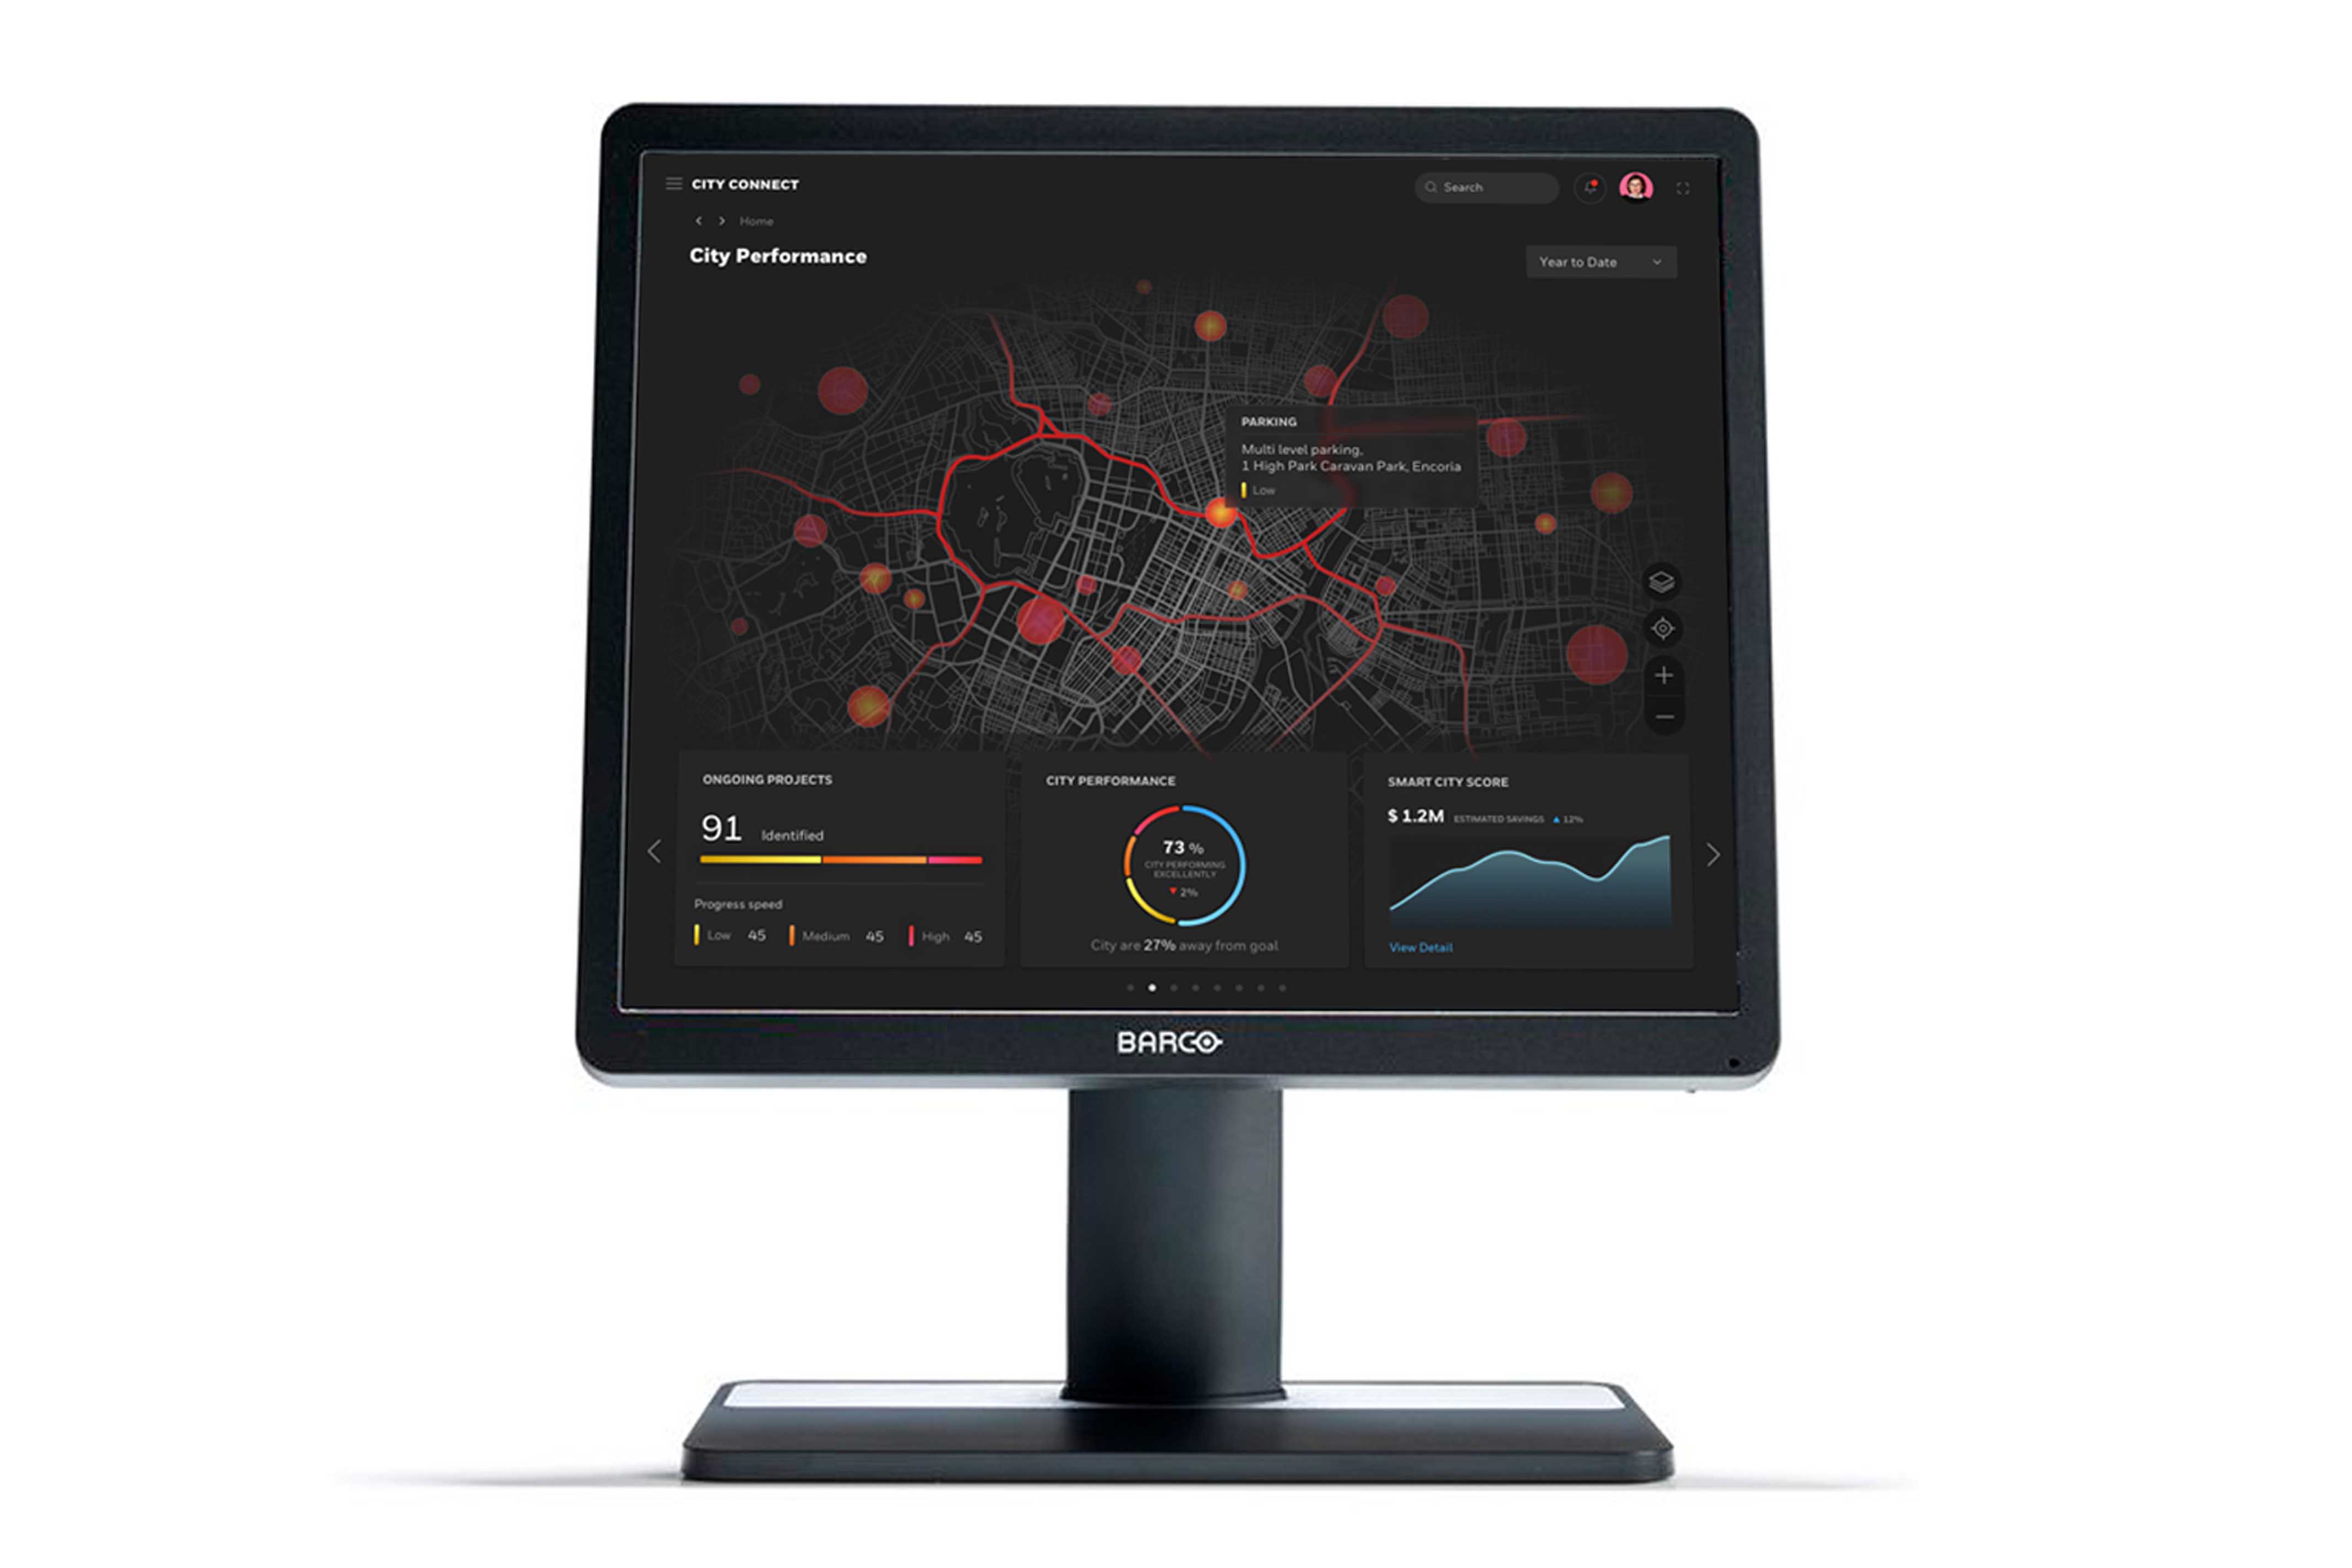 CITY CONNECT
Search
Home
City Performance
Year to Date
PARKING
Multi level parking,
1 High Park Caravan Park, Encoria
Low
ONGOING PROJECTS
91 Identified
Progress speed
Low 45 Medium 45 High 45
CITY PERFORMANCE
73 %
CITY PERFORMING
EXCELLENTLY
2%
City are 27% away from goal
SMART CITY SCORE
$ 1.2M ESTIMATED SAVINGS 12%
View Detail
BARCO